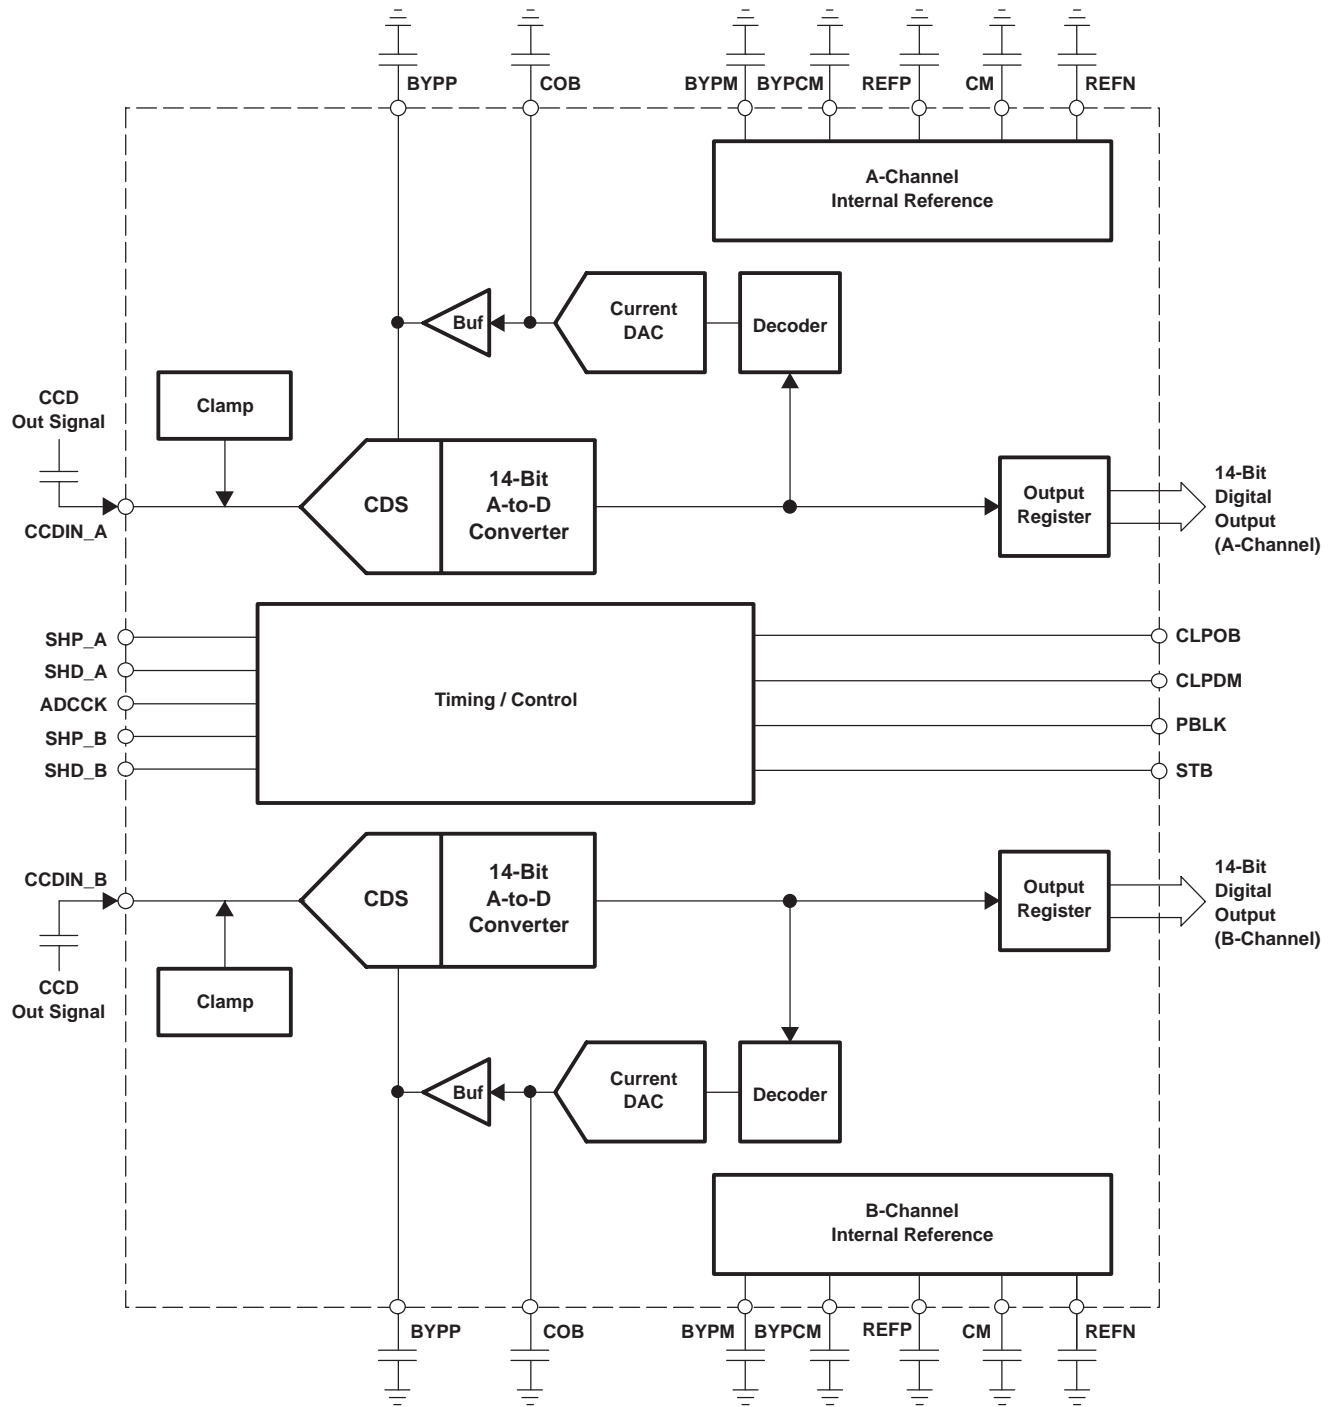 BYPP
COB
BYPM
BYPCM
REFP
CM
REFN
A-Channel
Internal Reference
Buf
Current
DAC
Decoder
CCD
Out Signal
Clamp
CCDIN_A
CDS
14-Bit
A-to-D
Converter
Output
Register
14-Bit
Digital
Output
(A-Channel)
SHP_A
SHD_A
ADCCK
SHP_B
SHD_B
Timing / Control
CLPOB
CLPDM
PBLK
STB
CCDIN_B
CCD
Out Signal
CDS
14-Bit
A-to-D
Converter
Output
Register
14-Bit
Digital
Output
(B-Channel)
Clamp
Buf
Current
DAC
Decoder
B-Channel
Internal Reference
BYPP
COB
BYPM
BYPCM
REFP
CM
REFN